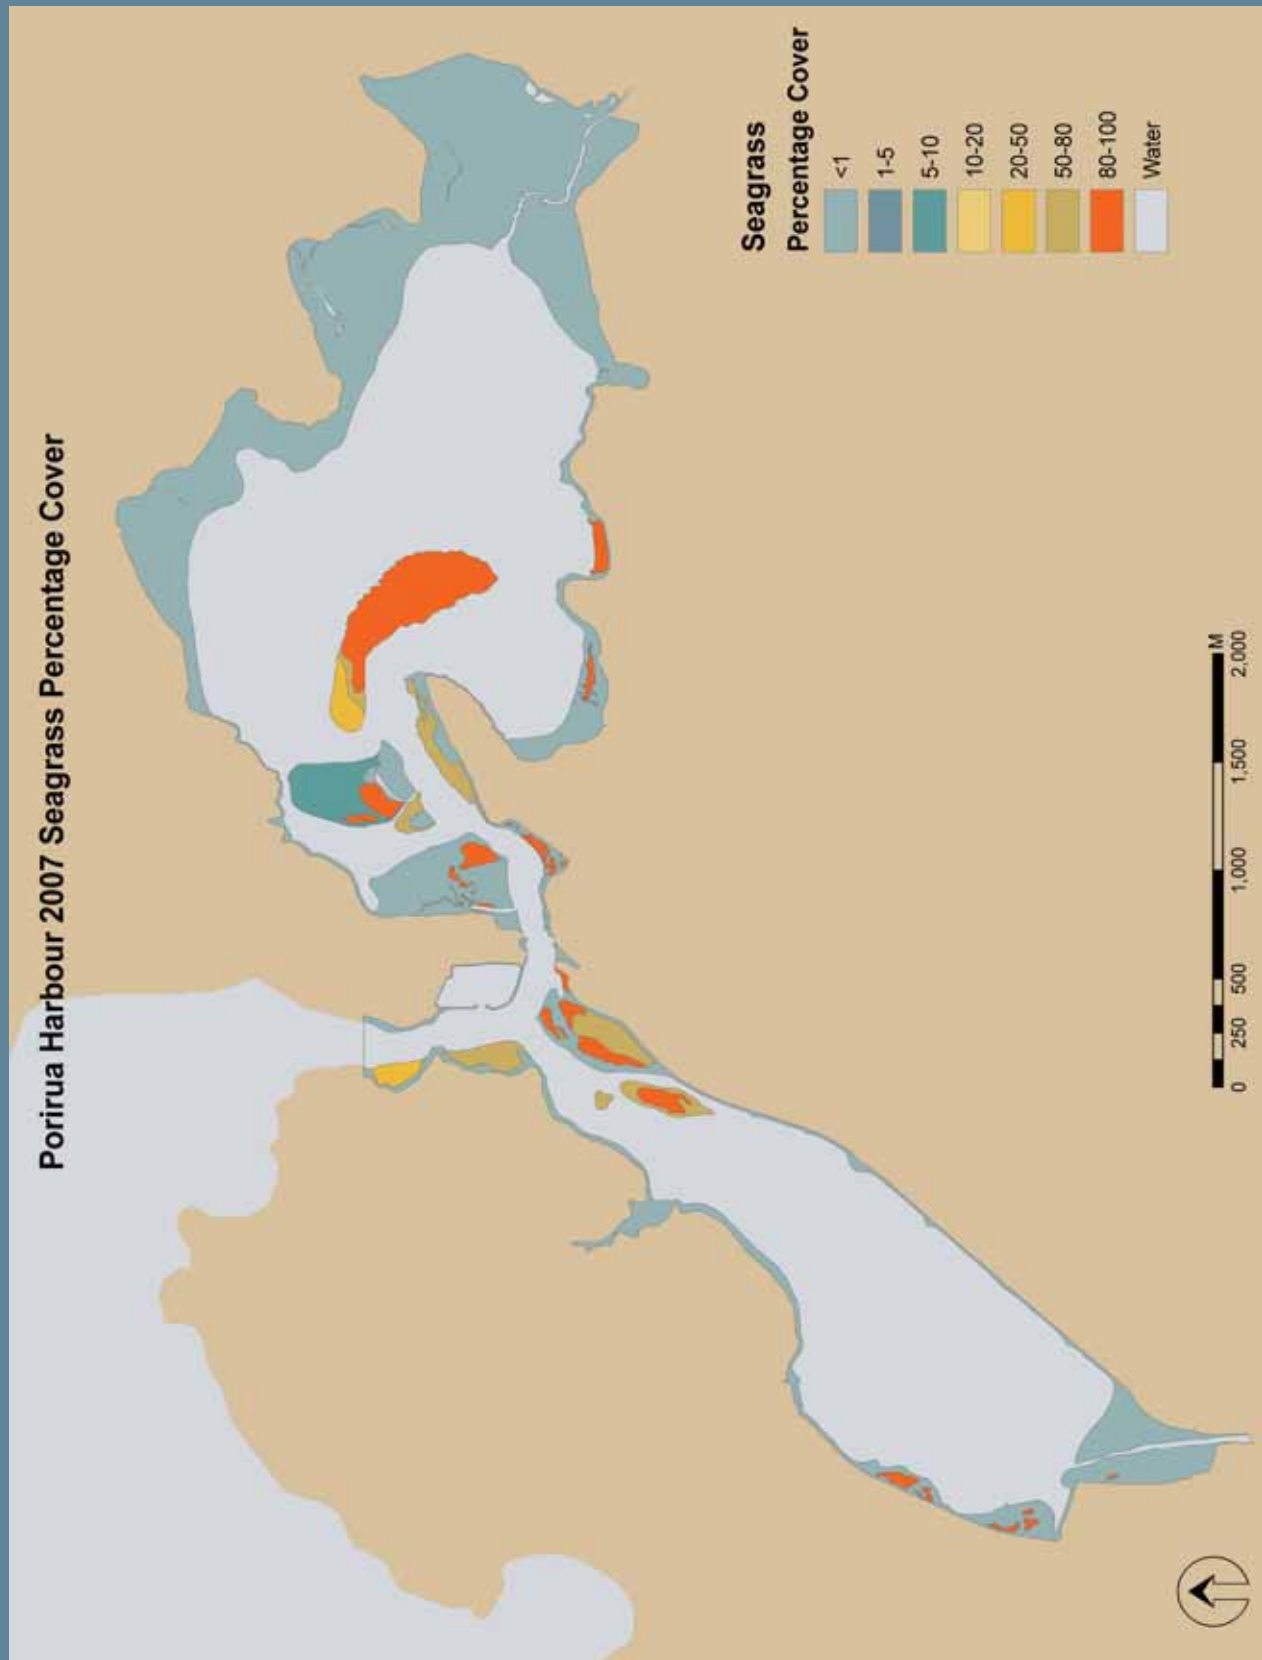 Porirua Harbour 2007 Seagrass Percentage Cover
Seagrass
Percentage Cover
<1
1-5
5-10
10-20
20-50
50-80
80-100
Water
M
0 250 500 1,000 1,500 2,000